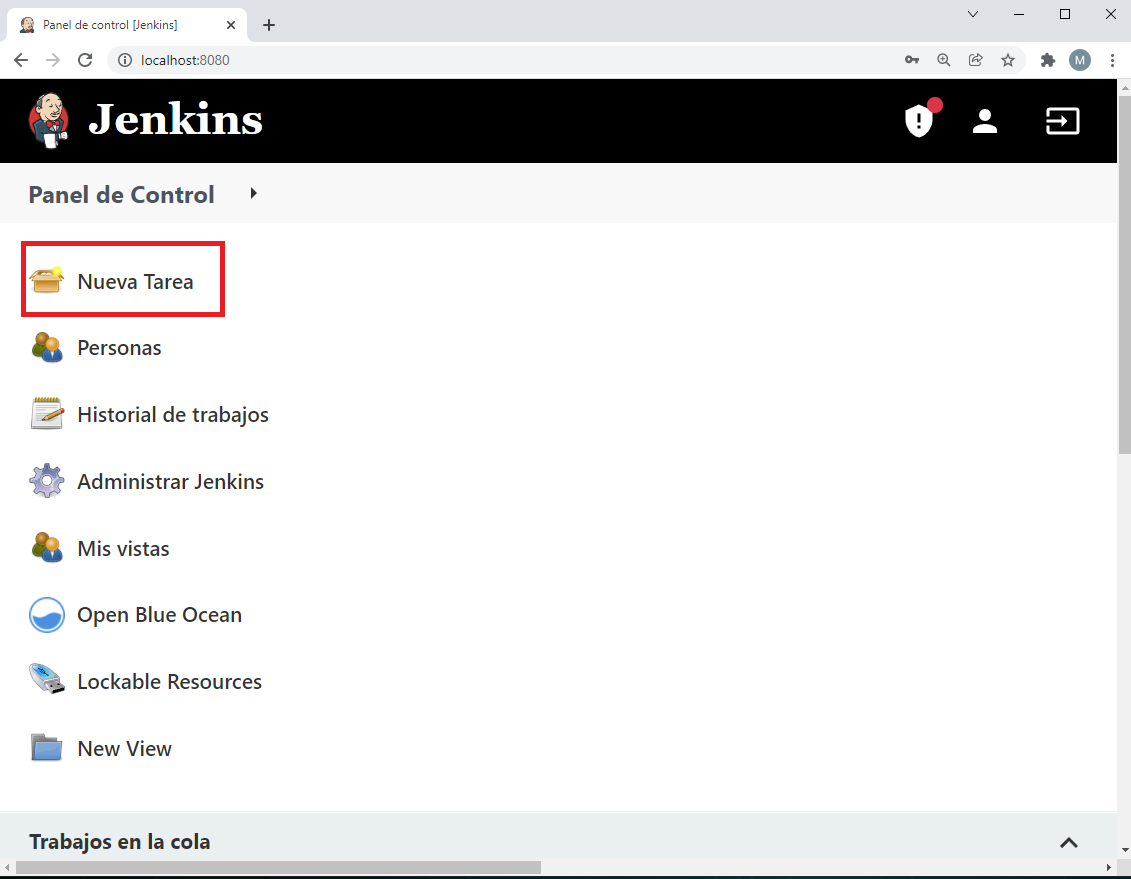 Panel de control [Jenkins]
localhost:8080
M
Jenkins
Panel de Control
Nueva Tarea
Personas
Historial de trabajos
Administrar Jenkins
Mis vistas
Open Blue Ocean
Lockable Resources
New View
Trabajos en la cola